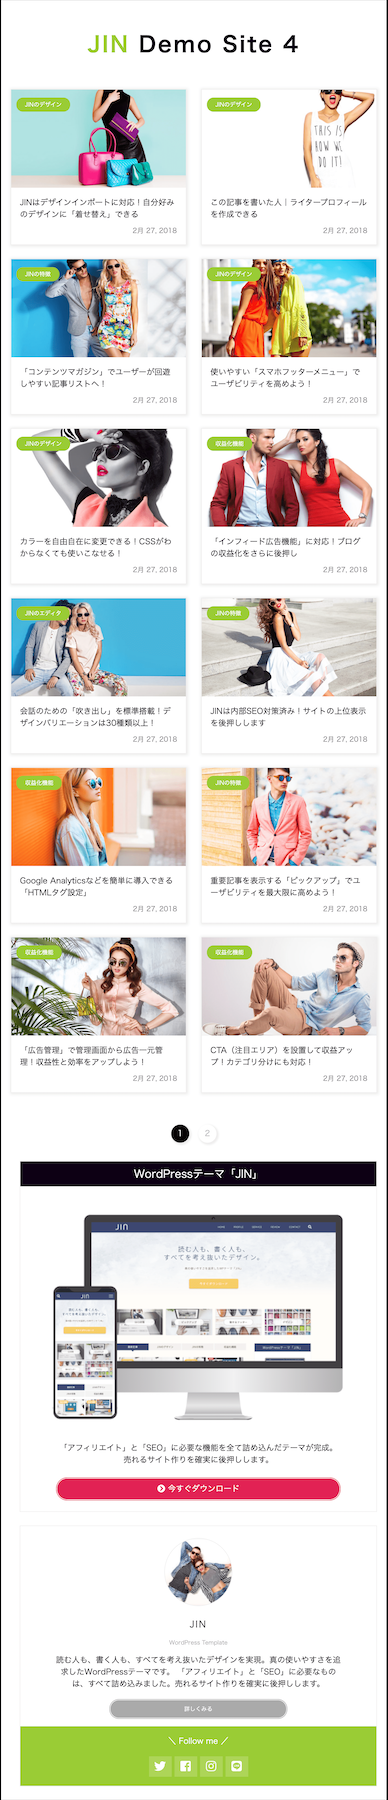 JIN Demo Site 4
JINのデザイン
JINはデザインインポートに対応！自分好み
のデザインに「着せ替え」できる
2月 27, 2018
JINのデザイン
THIS IS
HOW WE
DO IT!
この記事を書いた人｜ライタープロフィール
を作成できる
2月 27, 2018
JINの特徴
「コンテンツマガジン」でユーザーが回遊
しやすい記事リストへ！
2月 27, 2018
JINのデザイン
使いやすい「スマホフッターメニュー」で
ユーザビリティを高めよう！
2月 27, 2018
JINのデザイン
カラーを自由自在に変更できる！CSSがわ
からなくても使いこなせる！
2月 27, 2018
収益化機能
「インフィード広告機能」に対応！ブログ
の収益化をさらに後押し
2月 27, 2018
JINのエディタ
会話のための「吹き出し」を標準搭載！デ
ザインバリエーションは30種類以上！
2月 27, 2018
JINの特徴
JINは内部SEO対策済み！サイトの上位表示
を後押しします
2月 27, 2018
収益化機能
Google Analyticsなどを簡単に導入できる
「HTMLタグ設定」
2月 27, 2018
JINの特徴
重要記事を表示する「ピックアップ」でユー
ザビリティを最大限に高めよう！
2月 27, 2018
収益化機能
「広告管理」で管理画面から広告一元管
理！収益性と効率をアップしよう！
2月 27, 2018
収益化機能
CTA（注目エリア）を設置して収益アッ
プ！カテゴリ分けにも対応！
2月 27, 2018
1 2
WordPressテーマ「JIN」
JIN
読む人も、書く人も、
すべてを考え抜いたデザイン。
JIN
「アフィリエイト」と「SEO」に必要な機能を全て詰め込んだテーマが完成。
売れるサイト作りを確実に後押しします。
今すぐダウンロード
JIN
WordPress Template
読む人も、書く人も、すべてを考え抜いたデザインを実現。真の使いやすさを追
求したWordPressテーマです。 「アフィリエイト」と「SEO」に必要なもの
は、すべて詰め込みました。売れるサイト作りを確実に後押しします。
詳しくみる
＼ Follow me ／